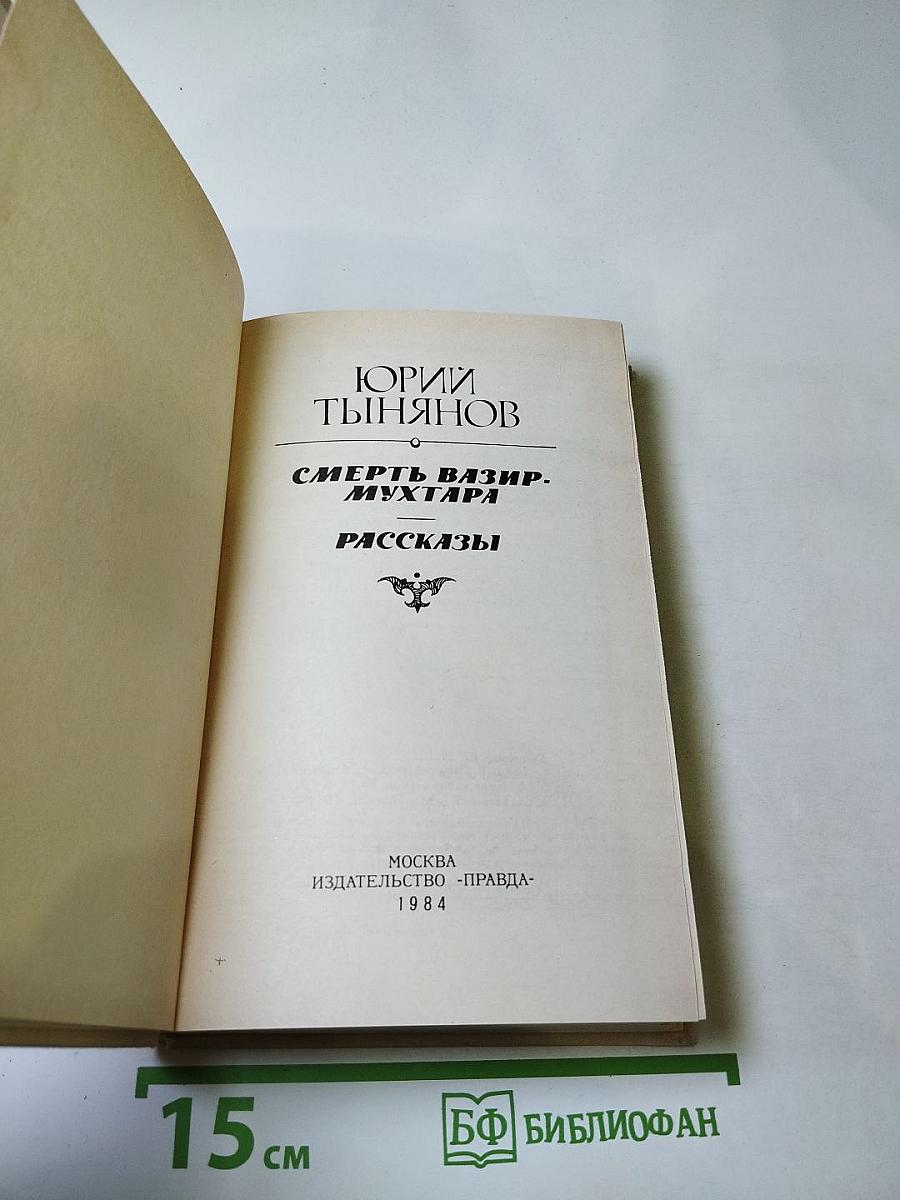 ЮРИЙ
ТЫНЯНОВ
СМЕРТЬ ВАЗИР-
МУХТАРА
РАССКАЗЫ
МОСКВА
ИЗДАТЕЛЬСТВО «ПРАВДА»
1984
15 см
БФ БИБЛИОФАН